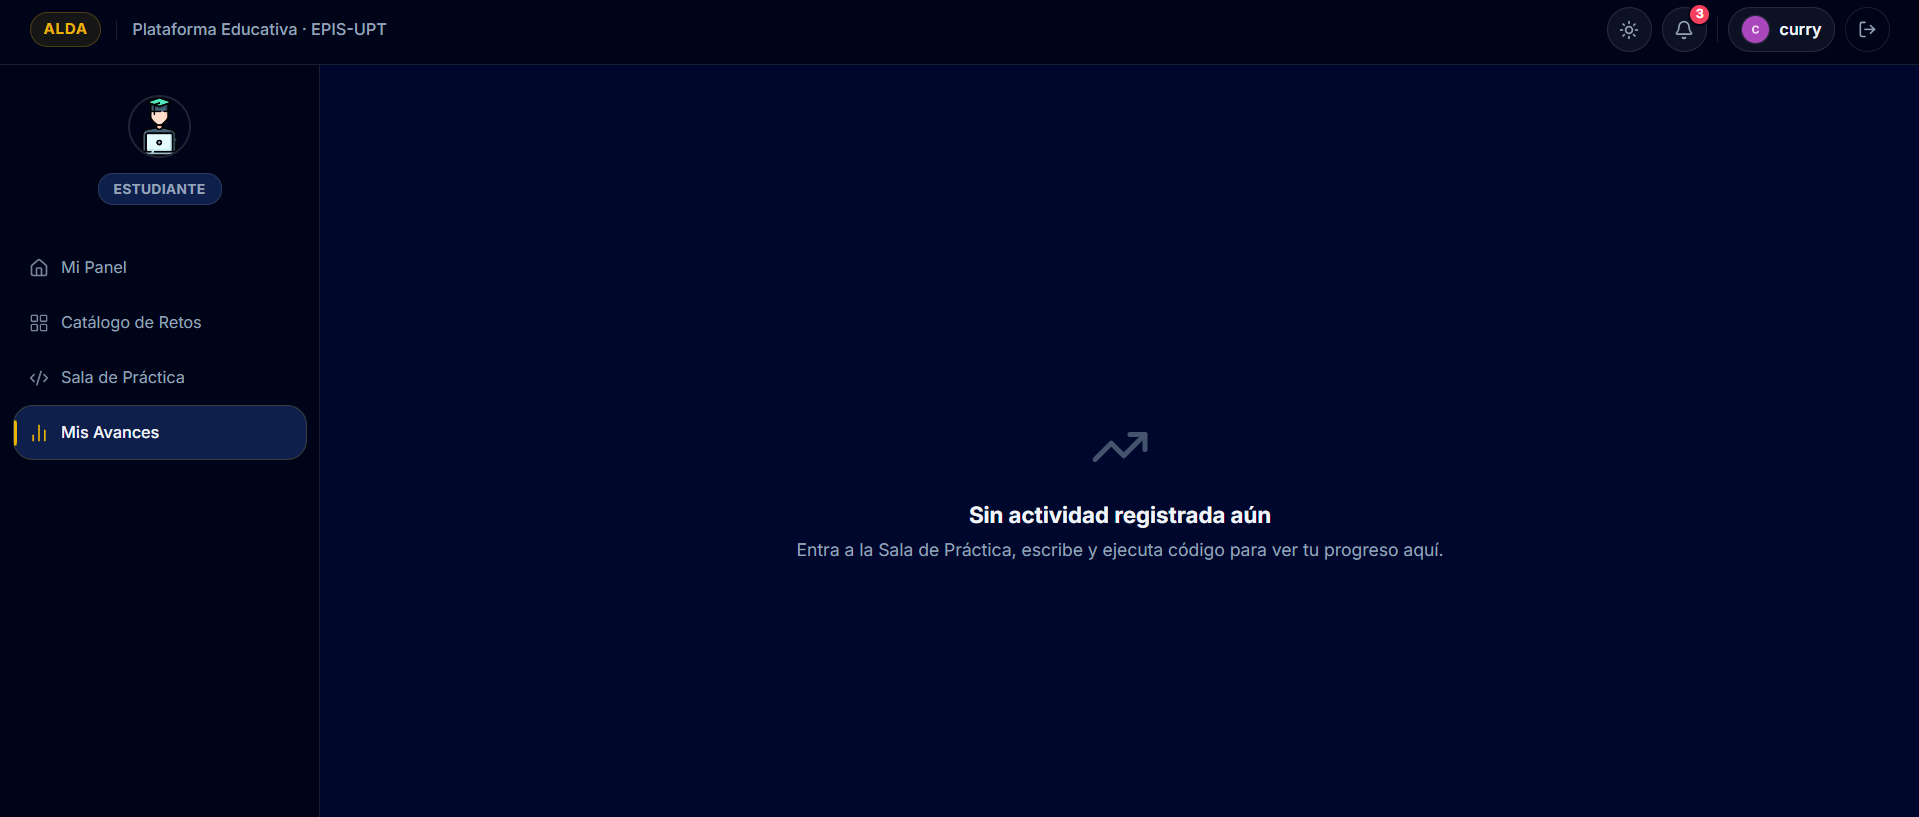 ALDA
Plataforma Educativa · EPIS-UPT
3
C
curry
ESTUDIANTE
Mi Panel
Catálogo de Retos
Sala de Práctica
Mis Avances
Sin actividad registrada aún
Entra a la Sala de Práctica, escribe y ejecuta código para ver tu progreso aquí.